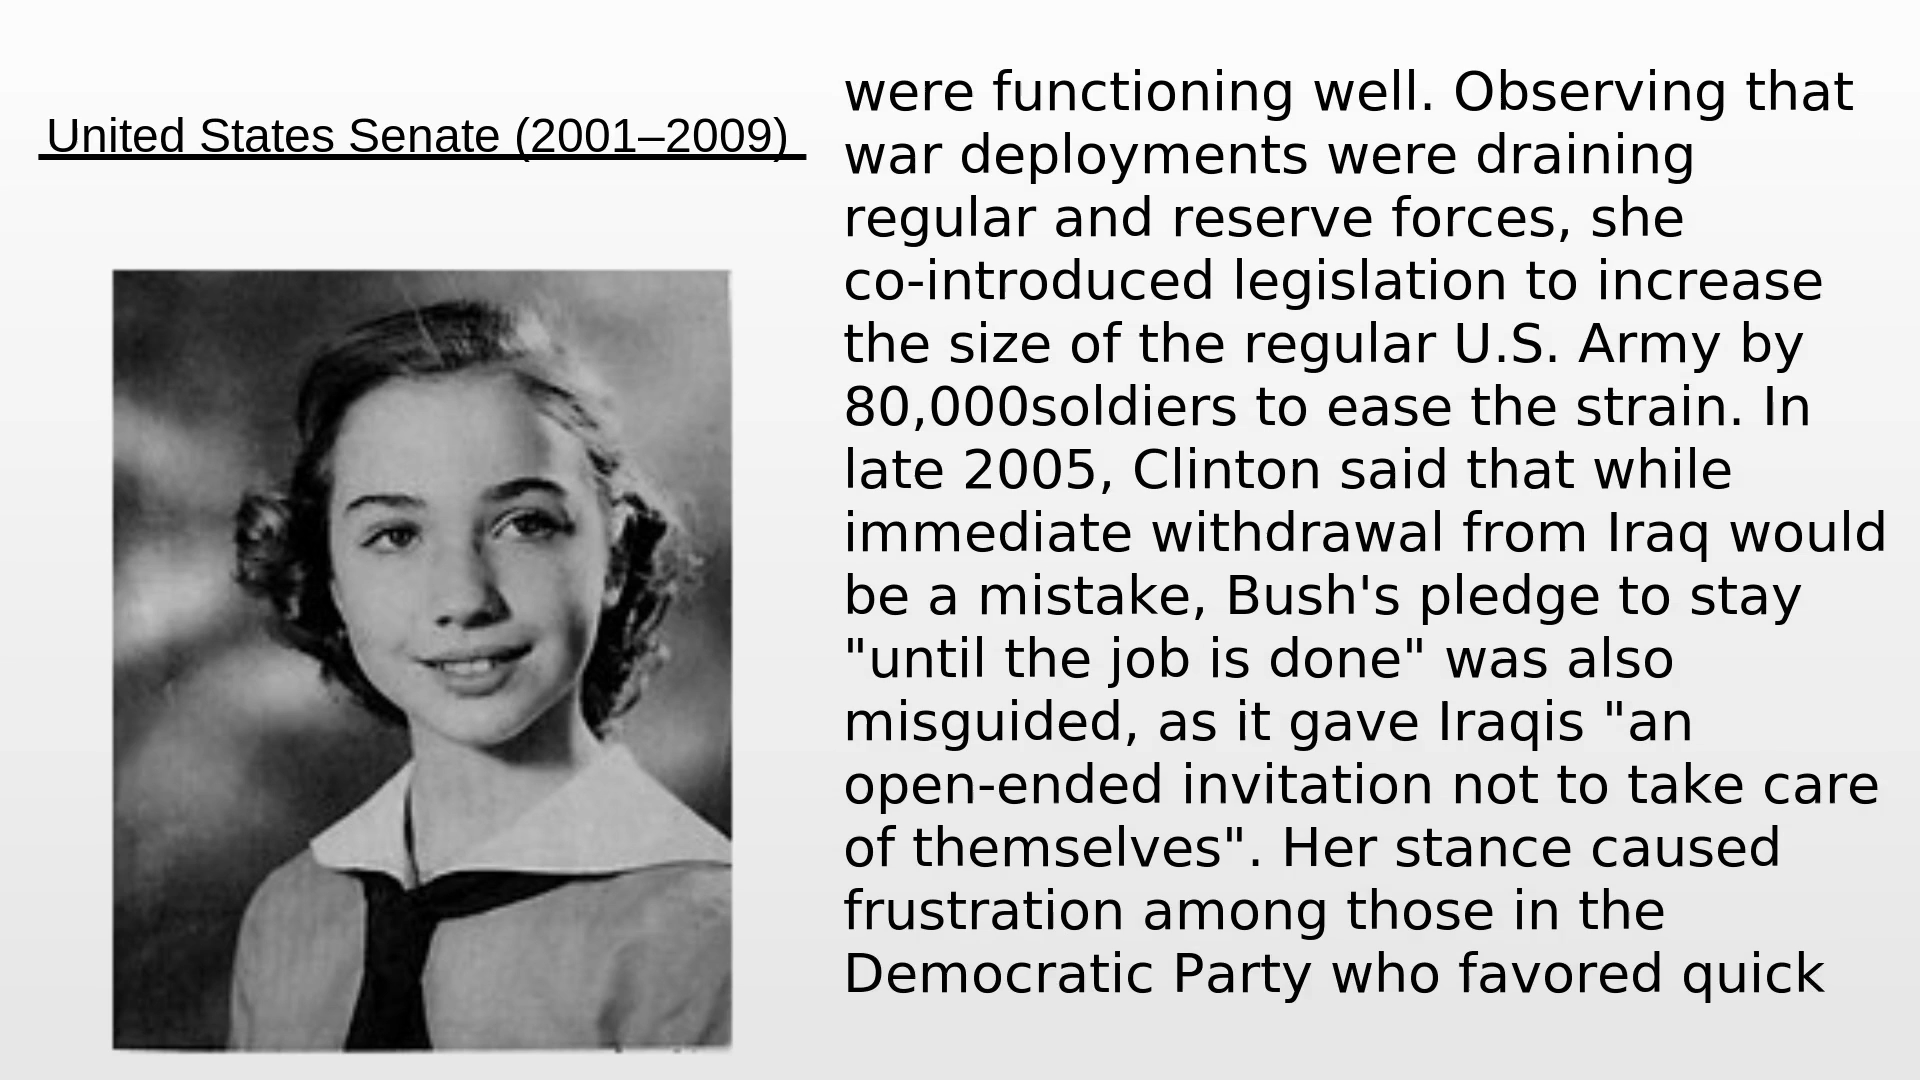 United States Senate (2001–2009)
were functioning well. Observing that
war deployments were draining
regular and reserve forces, she
co-introduced legislation to increase
the size of the regular U.S. Army by
80,000soldiers to ease the strain. In
late 2005, Clinton said that while
immediate withdrawal from Iraq would
be a mistake, Bush's pledge to stay
"until the job is done" was also
misguided, as it gave Iraqis "an
open-ended invitation not to take care
of themselves". Her stance caused
frustration among those in the
Democratic Party who favored quick